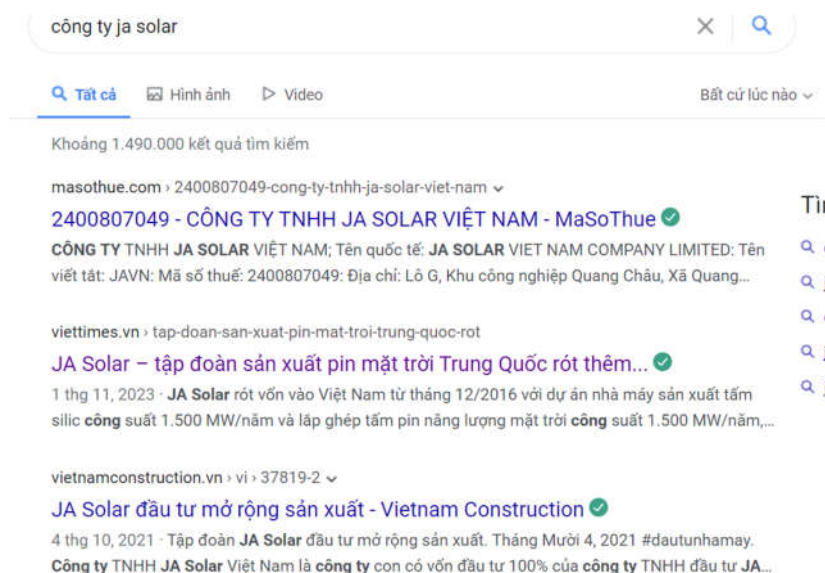 công ty ja solar
Tất cả Hình ảnh Video Bất cứ lúc nào
Khoảng 1.490.000 kết quả tìm kiếm
masothue.com › 2400807049-cong-ty-tnhh-ja-solar-viet-nam
2400807049 - CÔNG TY TNHH JA SOLAR VIỆT NAM - MaSoThue
CÔNG TY TNHH JA SOLAR VIỆT NAM; Tên quốc tế: JA SOLAR VIET NAM COMPANY LIMITED: Tên
viết tắt: JAVN: Mã số thuế: 2400807049: Địa chỉ: Lô G, Khu công nghiệp Quang Châu, Xã Quang...
viettimes.vn › tap-doan-san-xuat-pin-mat-troi-trung-quoc-rot
JA Solar – tập đoàn sản xuất pin mặt trời Trung Quốc rót thêm...
1 thg 11, 2023 · JA Solar rót vốn vào Việt Nam từ tháng 12/2016 với dự án nhà máy sản xuất tấm
silic công suất 1.500 MW/năm và lắp ghép tấm pin năng lượng mặt trời công suất 1.500 MW/năm,...
vietnamconstruction.vn › vi › 37819-2
JA Solar đầu tư mở rộng sản xuất - Vietnam Construction
4 thg 10, 2021 · Tập đoàn JA Solar đầu tư mở rộng sản xuất. Tháng Mười 4, 2021 #dautunhamay.
Công ty TNHH JA Solar Việt Nam là công ty con có vốn đầu tư 100% của công ty TNHH đầu tư JA...